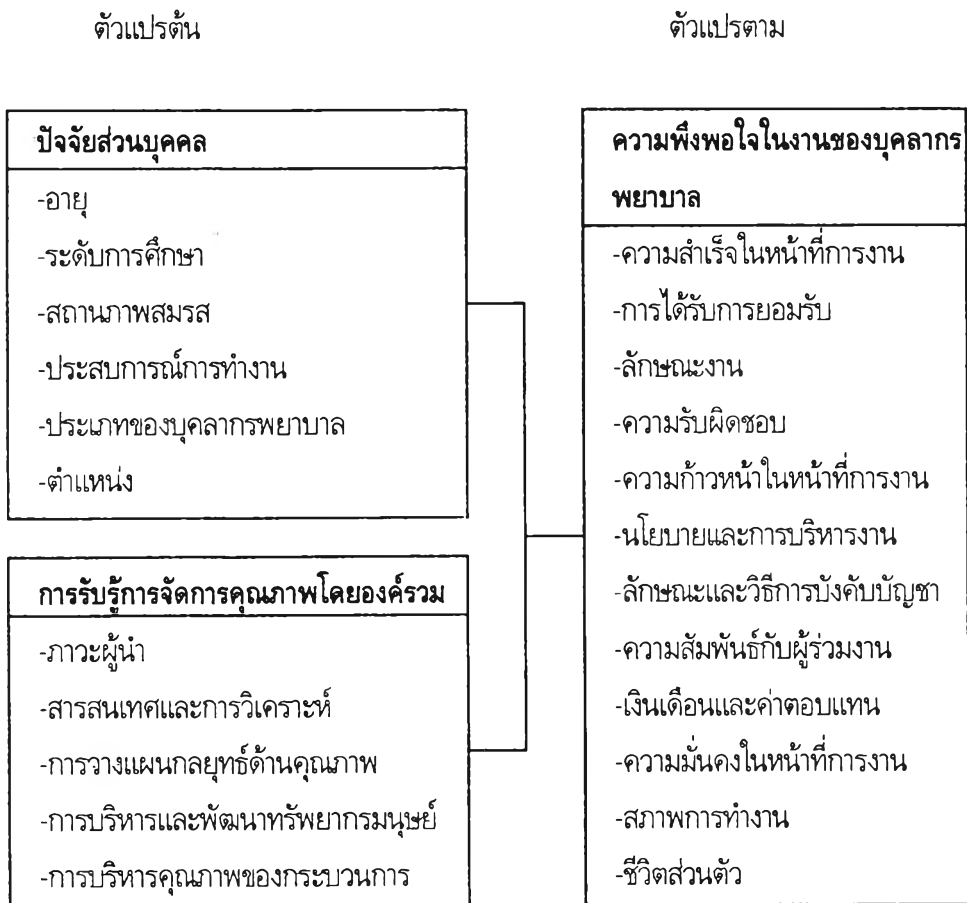 ตัวแปรต้น
ตัวแปรตาม
ปัจจัยส่วนบุคคล
-อายุ
-ระดับการศึกษา
-สถานภาพสมรส
-ประสบการณ์การทำงาน
-ประเภทของบุคลากรพยาบาล
-ตำแหน่ง
การรับรู้การจัดการคุณภาพโดยองค์รวม
-ภาวะผู้นำ
-สารสนเทศและการวิเคราะห์
-การวางแผนกลยุทธ์ด้านคุณภาพ
-การบริหารและพัฒนาทรัพยากรมนุษย์
-การบริหารคุณภาพของกระบวนการ
ความพึงพอใจในงานของบุคลากร
พยาบาล
-ความสำเร็จในหน้าที่การงาน
-การได้รับการยอมรับ
-ลักษณะงาน
-ความรับผิดชอบ
-ความก้าวหน้าในหน้าที่การงาน
-นโยบายและการบริหารงาน
-ลักษณะและวิธีการบังคับบัญชา
-ความสัมพันธ์กับผู้ร่วมงาน
-เงินเดือนและค่าตอบแทน
-ความมั่นคงในหน้าที่การงาน
-สภาพการทำงาน
-ชีวิตส่วนตัว